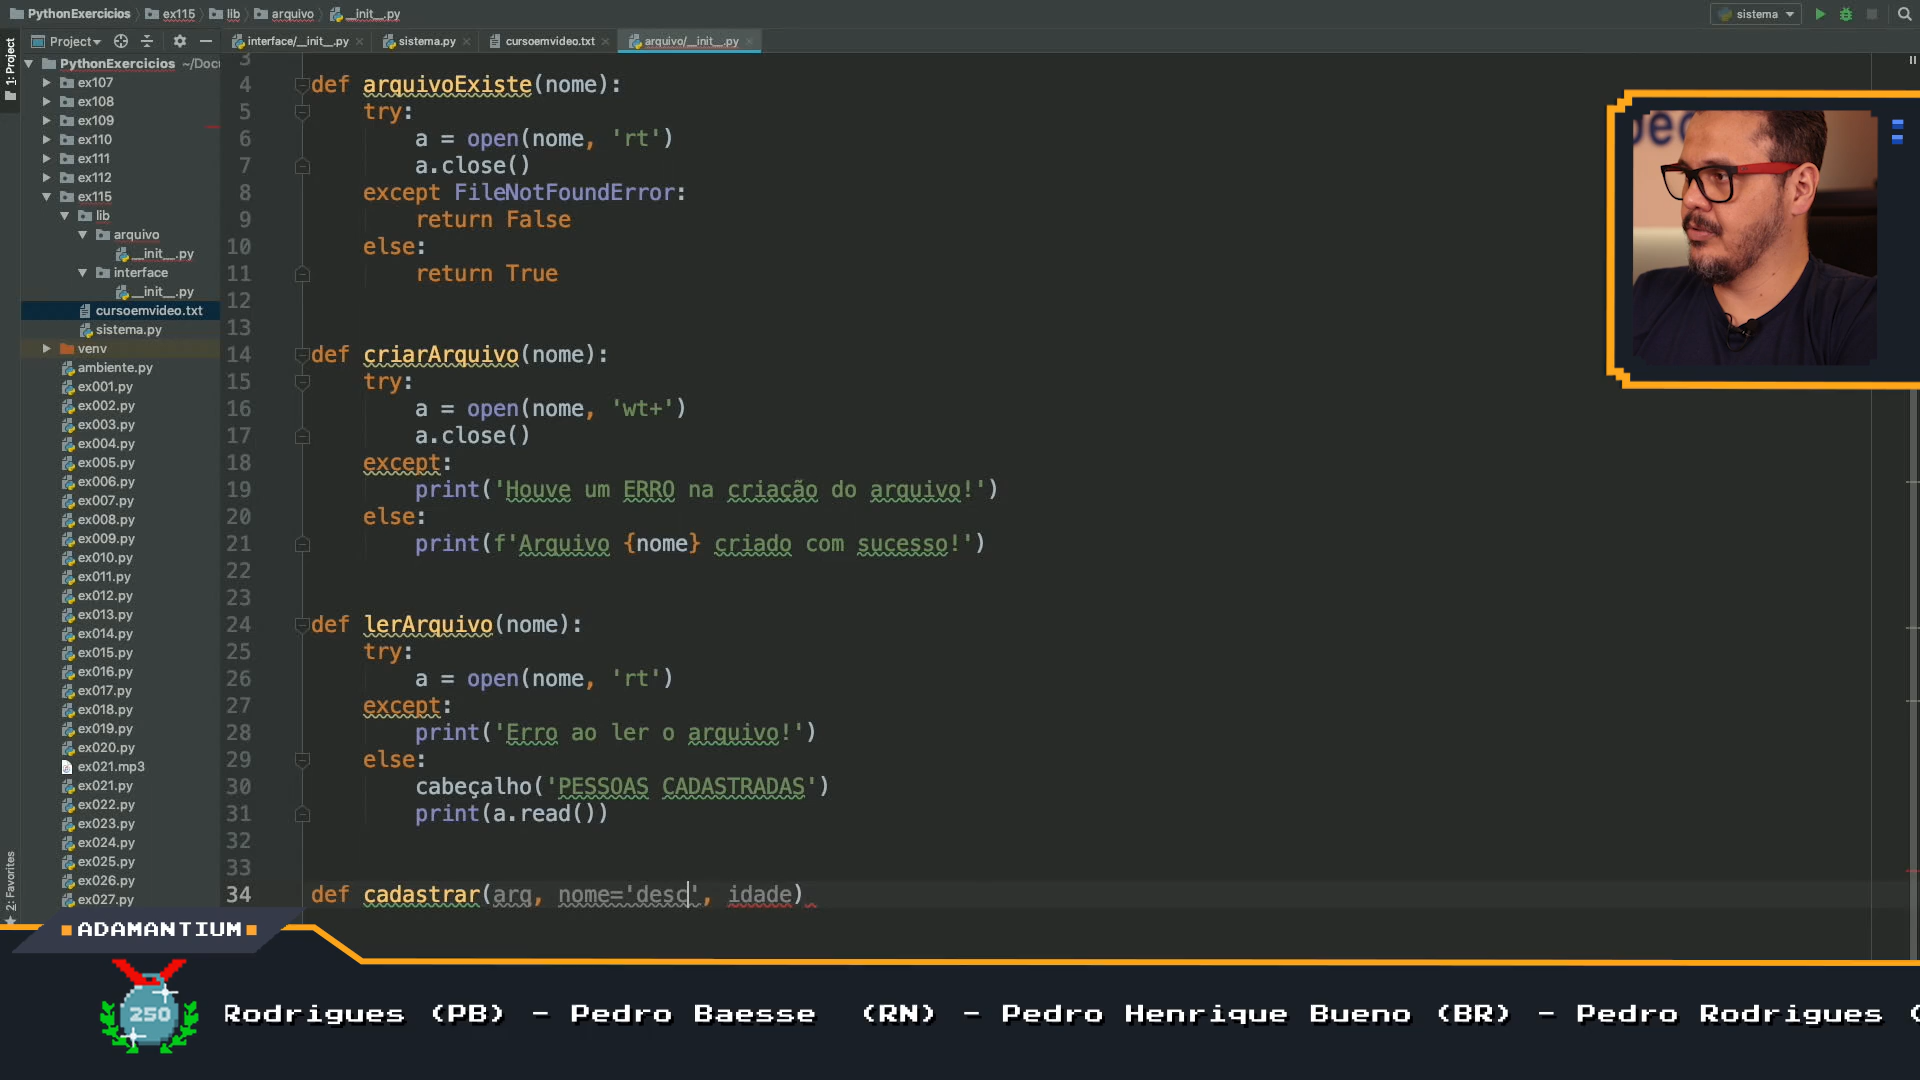 PythonExercicios ex115 lib arquivo __init__.py
sistema
Project
interface/__init__.py sistema.py cursoemvideo.txt arquivo/__init__.py
1: Project
2: Favorites
PythonExercicios ~/Docu
ex107
ex108
ex109
ex110
ex111
ex112
ex115
lib
arquivo
__init__.py
interface
__init__.py
cursoemvideo.txt
sistema.py
venv
ambiente.py
ex001.py
ex002.py
ex003.py
ex004.py
ex005.py
ex006.py
ex007.py
ex008.py
ex009.py
ex010.py
ex011.py
ex012.py
ex013.py
ex014.py
ex015.py
ex016.py
ex017.py
ex018.py
ex019.py
ex020.py
ex021.mp3
ex021.py
ex022.py
ex023.py
ex024.py
ex025.py
ex026.py
ex027.py
3
4 def arquivoExiste(nome):
5 try:
6 a = open(nome, 'rt')
7 a.close()
8 except FileNotFoundError:
9 return False
10 else:
11 return True
12
13
14 def criarArquivo(nome):
15 try:
16 a = open(nome, 'wt+')
17 a.close()
18 except:
19 print('Houve um ERRO na criacão do arquivo!')
20 else:
21 print(f'Arquivo {nome} criado com sucesso!')
22
23
24 def lerArquivo(nome):
25 try:
26 a = open(nome, 'rt')
27 except:
28 print('Erro ao ler o arquivo!')
29 else:
30 cabeçalho('PESSOAS CADASTRADAS')
31 print(a.read())
32
33
34 def cadastrar(arq, nome='desc', idade)
ADAMANTIUM
250
Rodrigues (PB) - Pedro Baesse (RN) - Pedro Henrique Bueno (BR) - Pedro Rodrigues (